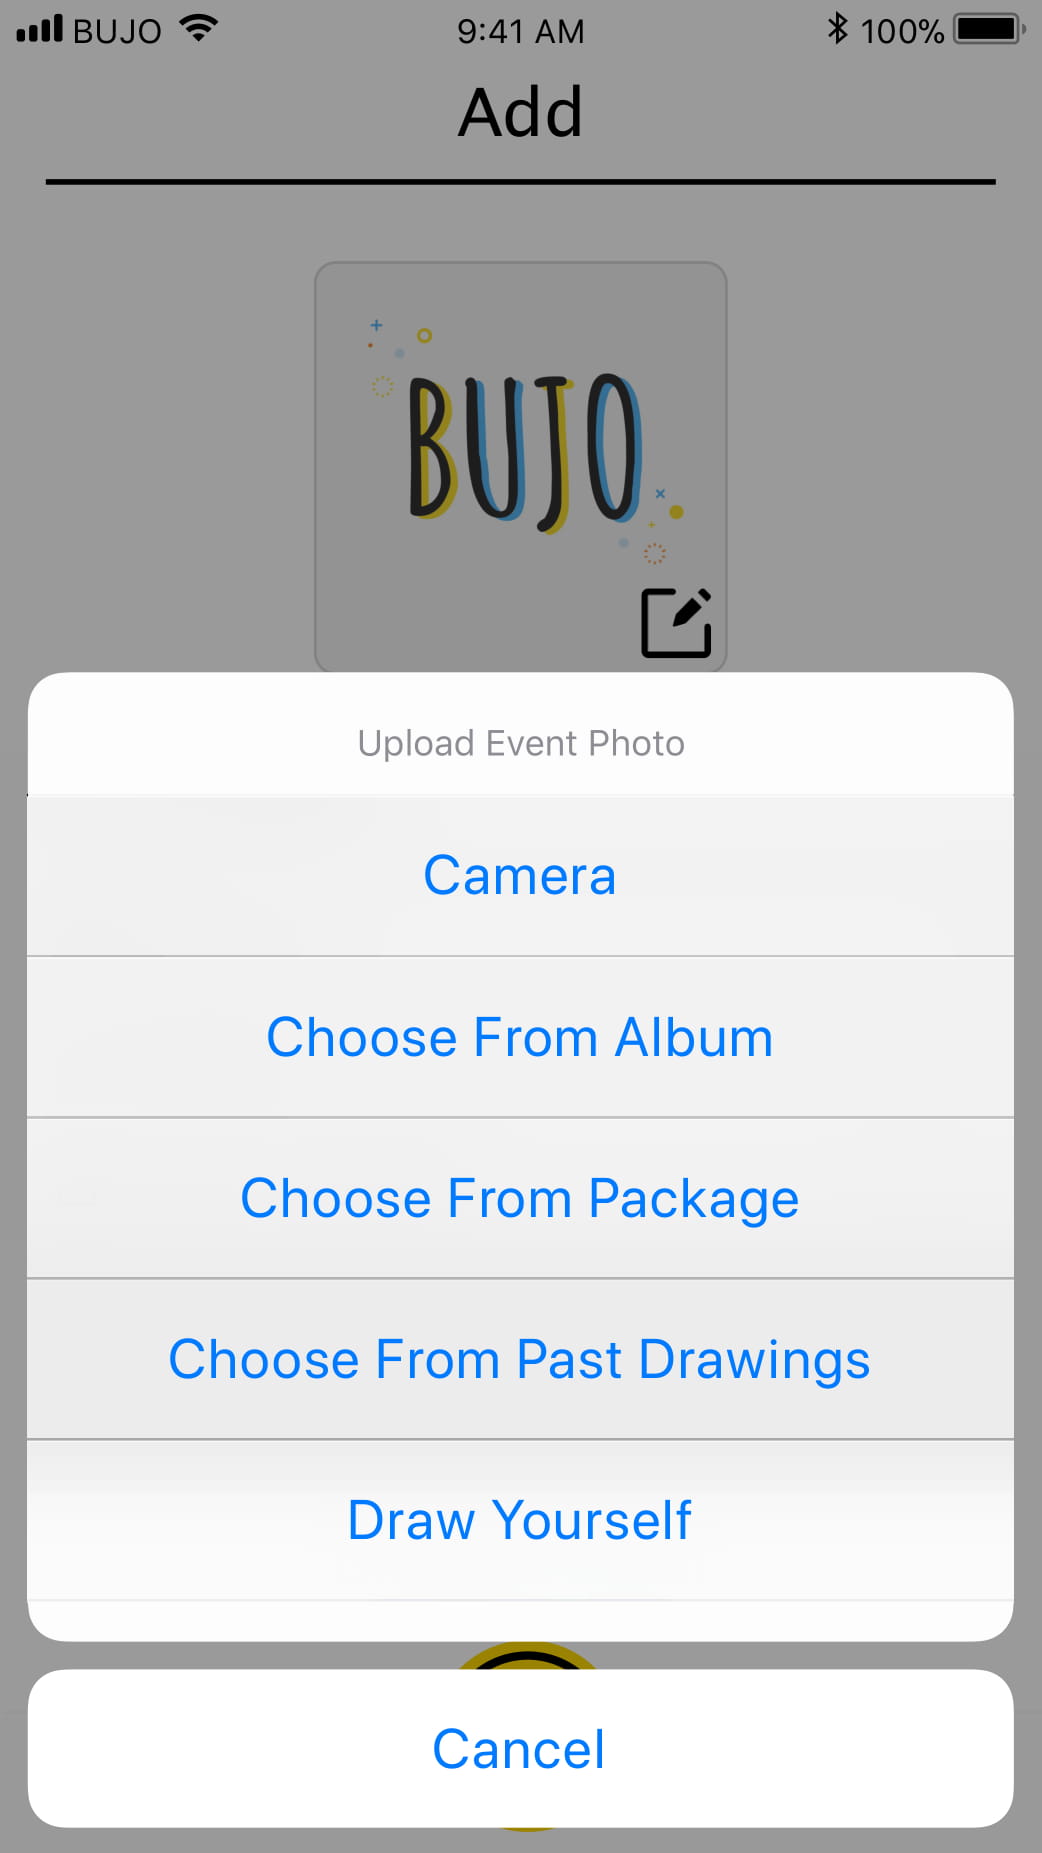 BUJO 9:41 AM 100%
Add
BUJO
Upload Event Photo
Camera
Choose From Album
Choose From Package
Choose From Past Drawings
Draw Yourself
Cancel